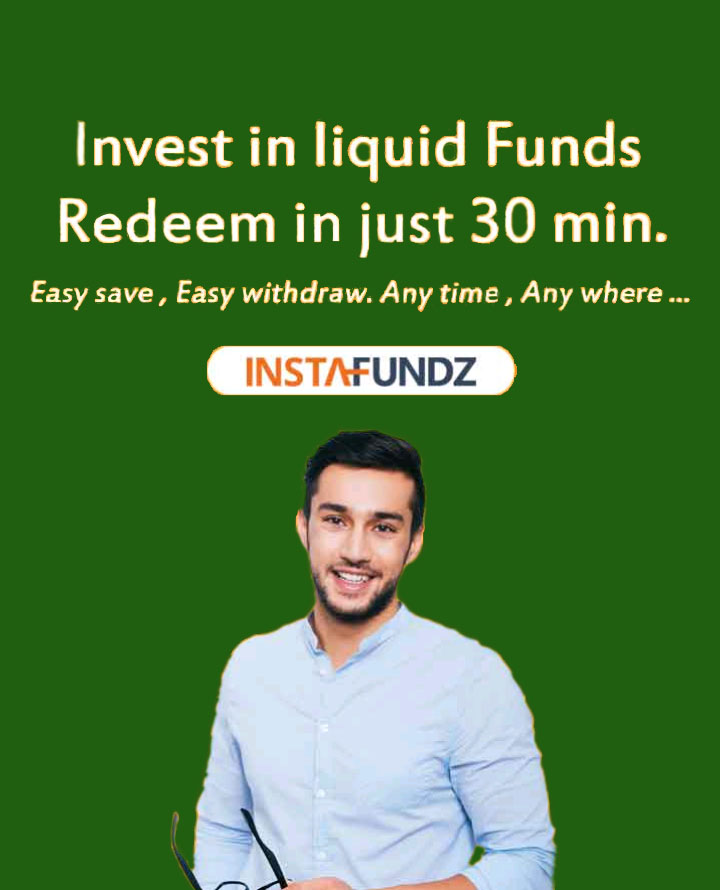 Invest in liquid Funds
Redeem in just 30 min.
Easy save , Easy withdraw. Any time , Any where ...
INSTAFUNDZ